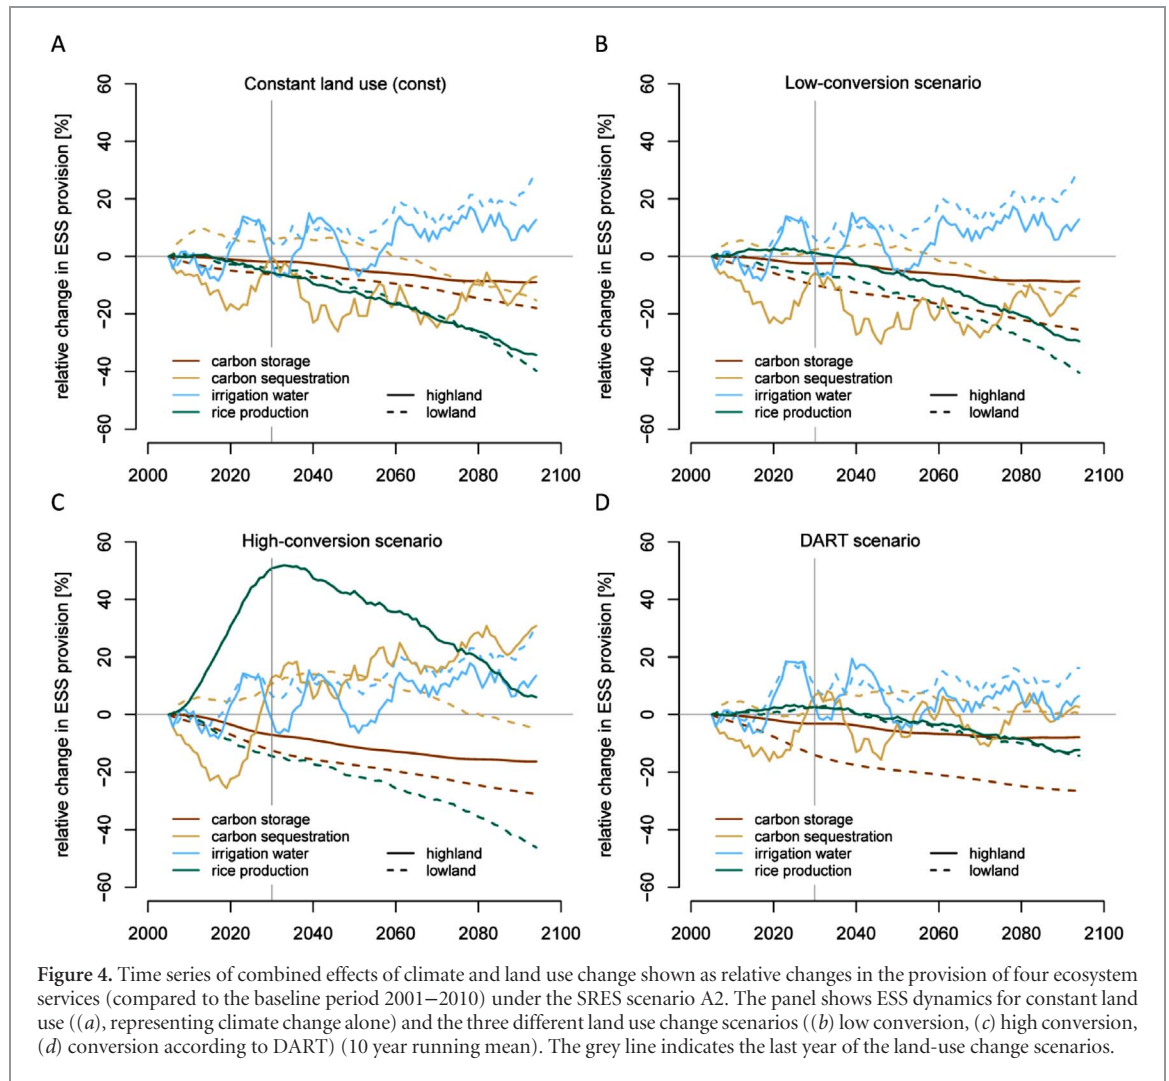 A
Constant land use (const)
relative change in ESS provision [%]
60
40
20
0
−20
−40
−60
carbon storage
carbon sequestration
irrigation water
rice production
highland
lowland
2000 2020 2040 2060 2080 2100
B
Low-conversion scenario
relative change in ESS provision [%]
60
40
20
0
−20
−40
−60
carbon storage
carbon sequestration
irrigation water
rice production
highland
lowland
2000 2020 2040 2060 2080 2100
C
High-conversion scenario
relative change in ESS provision [%]
60
40
20
0
−20
−40
−60
carbon storage
carbon sequestration
irrigation water
rice production
highland
lowland
2000 2020 2040 2060 2080 2100
D
DART scenario
relative change in ESS provision [%]
60
40
20
0
−20
−40
−60
carbon storage
carbon sequestration
irrigation water
rice production
highland
lowland
2000 2020 2040 2060 2080 2100
Figure 4. Time series of combined effects of climate and land use change shown as relative changes in the provision of four ecosystem
services (compared to the baseline period 2001−2010) under the SRES scenario A2. The panel shows ESS dynamics for constant land
use ((a), representing climate change alone) and the three different land use change scenarios ((b) low conversion, (c) high conversion,
(d) conversion according to DART) (10 year running mean). The grey line indicates the last year of the land-use change scenarios.